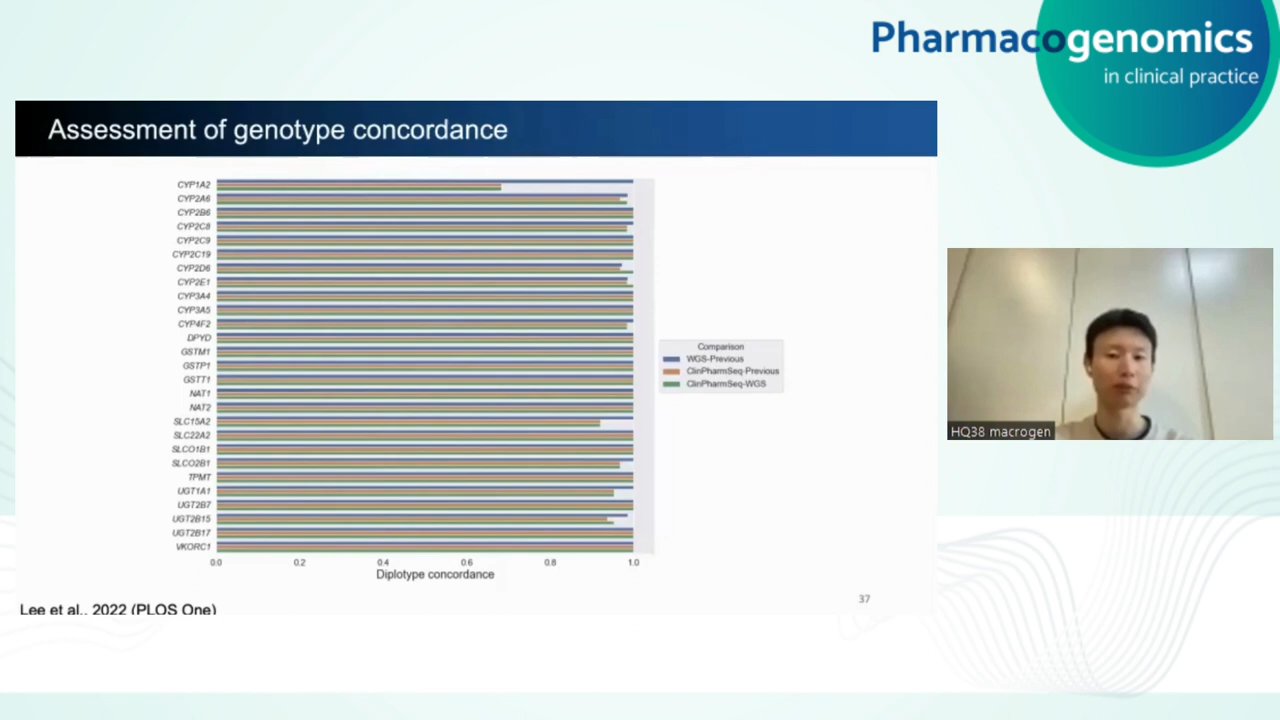 Pharmacogenomics
in clinical practice
Assessment of genotype concordance
CYP1A2
CYP2A6
CYP2B6
CYP2C8
CYP2C9
CYP2C19
CYP2D6
CYP2E1
CYP3A4
CYP3A5
CYP4F2
DPYD
GSTM1
GSTP1
GSTT1
NAT1
NAT2
SLC15A2
SLC22A2
SLCO1B1
SLCO2B1
TPMT
UGT1A1
UGT2B7
UGT2B15
UGT2B17
VKORC1
0.0 0.2 0.4 0.6 0.8 1.0
Diplotype concordance
Comparison
WGS-Previous
ClinPharmSeq-Previous
ClinPharmSeq-WGS
HQ38 macrogen
37
Lee et al., 2022 (PLOS One)